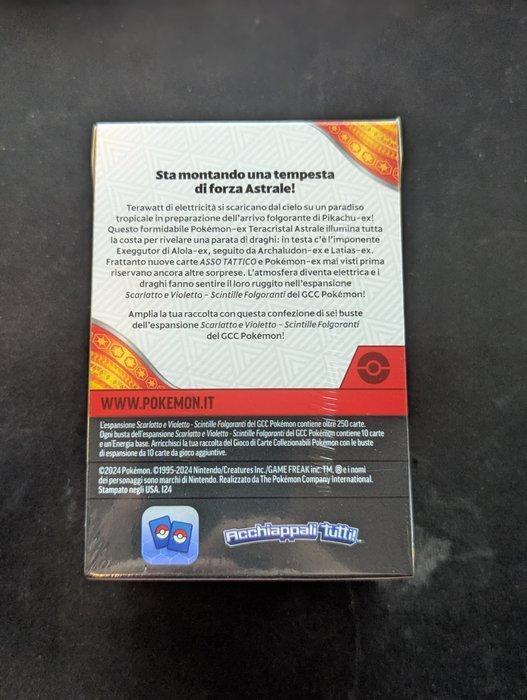 Sta montando una tempesta
di forza Astrale!
Terawatt di elettricità si scaricano dal cielo su un paradiso
tropicale in preparazione dell'arrivo folgorante di Pikachu-ex!
Questo formidabile Pokémon-ex Teracristal Astrale illumina tutta
la costa per rivelare una parata di draghi: in testa c'è l'imponente
Exeggutor di Alola-ex, seguito da Archaludon-ex e Latias-ex.
Frattanto nuove carte ASSO TATTICO e Pokémon-ex mai visti prima
riservano ancora altre sorprese. L'atmosfera diventa elettrica e i
draghi fanno sentire il loro ruggito nell'espansione
Scarlatto e Violetto – Scintille Folgoranti del GCC Pokémon!
Amplia la tua raccolta con questa confezione di sei buste
dell'espansione Scarlatto e Violetto – Scintille Folgoranti
del GCC Pokémon!
WWW.POKEMON.IT
L'espansione Scarlatto e Violetto - Scintille Folgoranti del GCC Pokémon contiene oltre 250 carte.
Ogni busta dell'espansione Scarlatto e Violetto - Scintille Folgoranti del GCC Pokémon contiene 10 carte
e un'Energia base. Arricchisci la tua raccolta del Gioco di Carte Collezionabili Pokémon con le buste
di espansione da 10 carte da gioco aggiuntive.
©2024 Pokémon. ©1995-2024 Nintendo/Creatures Inc./GAME FREAK inc. TM, ® e i nomi
dei personaggi sono marchi di Nintendo. Realizzato da The Pokémon Company International.
Stampato negli USA. 124
Acchiappali tutti!™